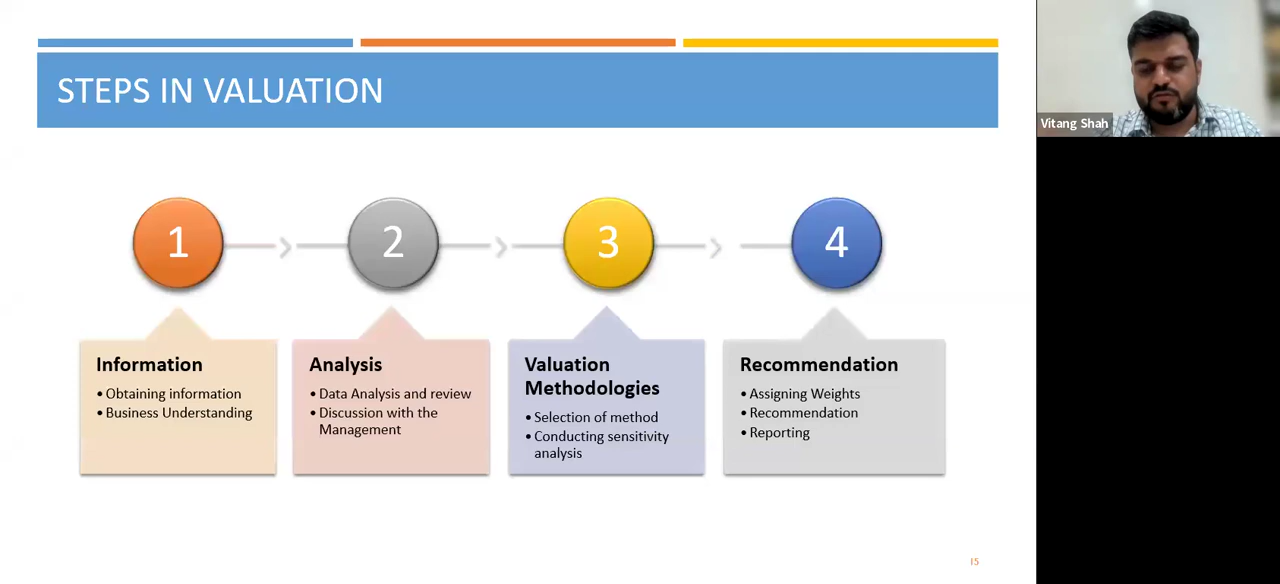 STEPS IN VALUATION
Vitang Shah
1
2
3
4
Information
• Obtaining information
• Business Understanding
Analysis
• Data Analysis and review
• Discussion with the
Management
Valuation
Methodologies
• Selection of method
• Conducting sensitivity
analysis
Recommendation
• Assigning Weights
• Recommendation
• Reporting
15